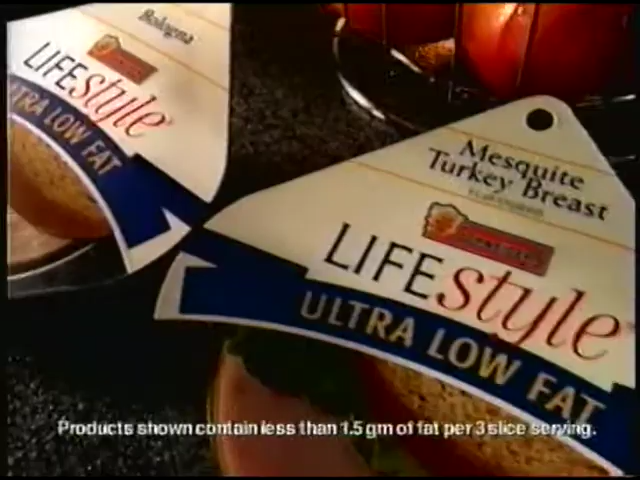 Bologna
LIFEstyle
ULTRA LOW FAT
Mesquite
Turkey Breast
LIFEstyle
ULTRA LOW FAT
Products shown contain less than 1.5 gm of fat per 3 slice serving.